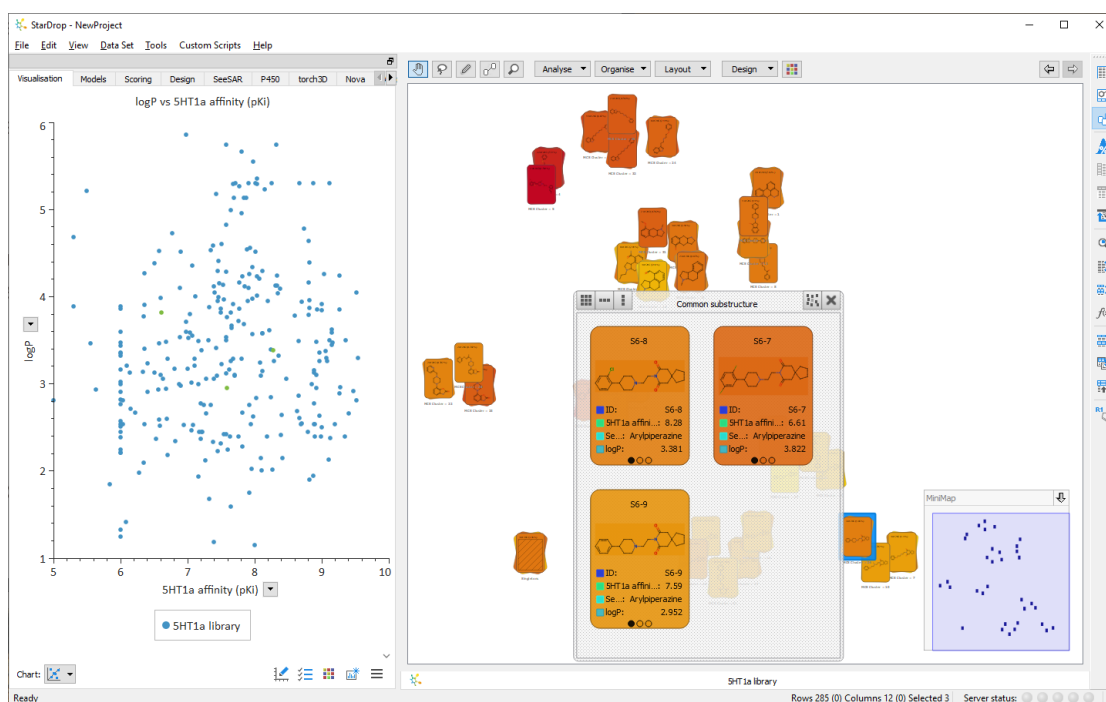 StarDrop - NewProject
File Edit View Data Set Tools Custom Scripts Help
Visualisation Models Scoring Design SeeSAR P450 torch3D Nova
Analyse Organise Layout Design
logP vs 5HT1a affinity (pKi)
6
5
4
3
2
1
logP
5 6 7 8 9 10
5HT1a affinity (pKi)
5HT1a library
Chart:
Common substructure
S6-8
ID: S6-8
5HT1a affini...: 8.28
Se...: Arylpiperazine
logP: 3.381
S6-7
ID: S6-7
5HT1a affini...: 6.61
Se...: Arylpiperazine
logP: 3.822
S6-9
ID: S6-9
5HT1a affini...: 7.59
Se...: Arylpiperazine
logP: 2.952
MiniMap
R1
5HT1a library
Ready
Rows 285 (0) Columns 12 (0) Selected 3 Server status: